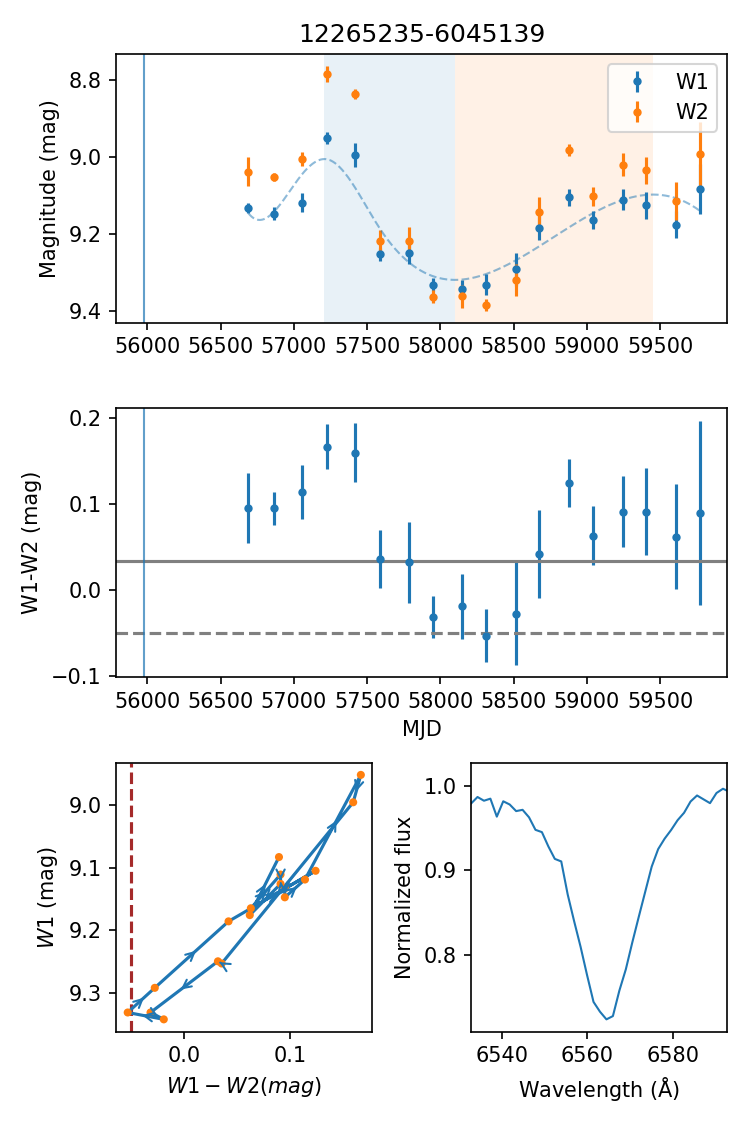 12265235-6045139
W1
W2
Magnitude (mag)
8.8
9.0
9.2
9.4
56000 56500 57000 57500 58000 58500 59000 59500
W1-W2 (mag)
0.2
0.1
0.0
−0.1
56000 56500 57000 57500 58000 58500 59000 59500
MJD
W1 (mag)
9.0
9.1
9.2
9.3
0.0 0.1
W1 − W2(mag)
Normalized flux
1.0
0.9
0.8
6540 6560 6580
Wavelength (Å)